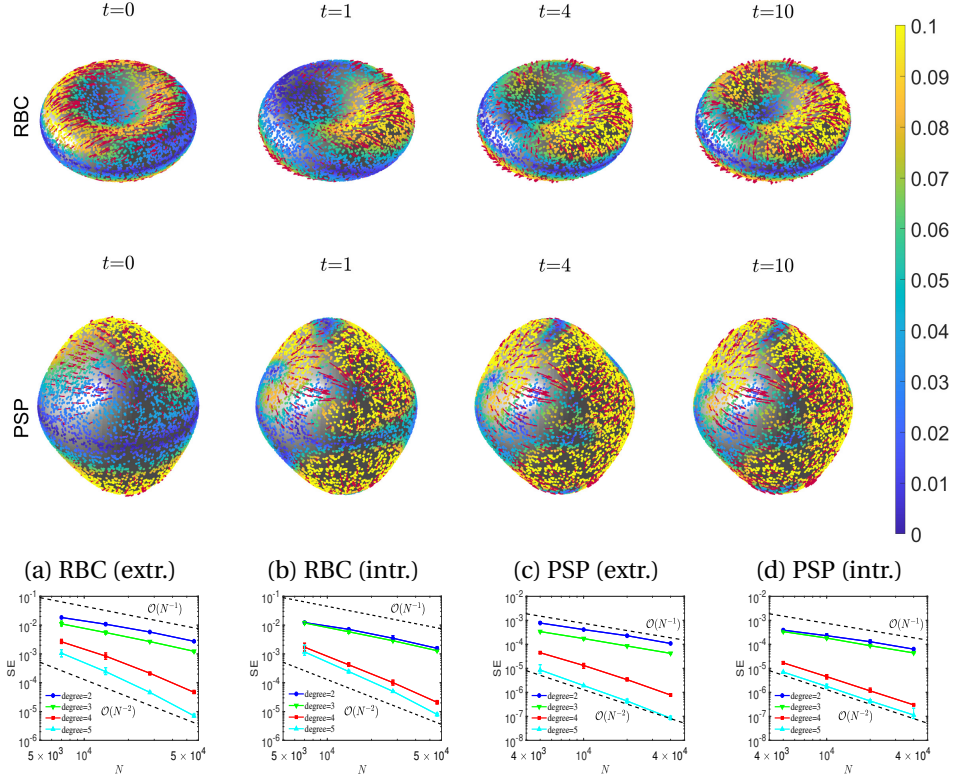 t=0 t=1 t=4 t=10
RBC
0.1
0.09
0.08
0.07
0.06
0.05
0.04
0.03
0.02
0.01
0
t=0 t=1 t=4 t=10
PSP
(a) RBC (extr.) (b) RBC (intr.) (c) PSP (extr.) (d) PSP (intr.)
10^-1
10^-2
10^-3
10^-4
10^-5
10^-6
SE
O(N^-1)
O(N^-2)
degree=2
degree=3
degree=4
degree=5
5 × 10^3 10^4 5 × 10^4
N
10^-1
10^-2
10^-3
10^-4
10^-5
10^-6
SE
O(N^-1)
O(N^-2)
degree=2
degree=3
degree=4
degree=5
5 × 10^3 10^4 5 × 10^4
N
10^-2
10^-3
10^-4
10^-5
10^-6
10^-7
10^-8
SE
O(N^-1)
O(N^-2)
degree=2
degree=3
degree=4
degree=5
4 × 10^3 10^4 4 × 10^4
N
10^-2
10^-3
10^-4
10^-5
10^-6
10^-7
10^-8
SE
O(N^-1)
O(N^-2)
degree=2
degree=3
degree=4
degree=5
4 × 10^3 10^4 4 × 10^4
N